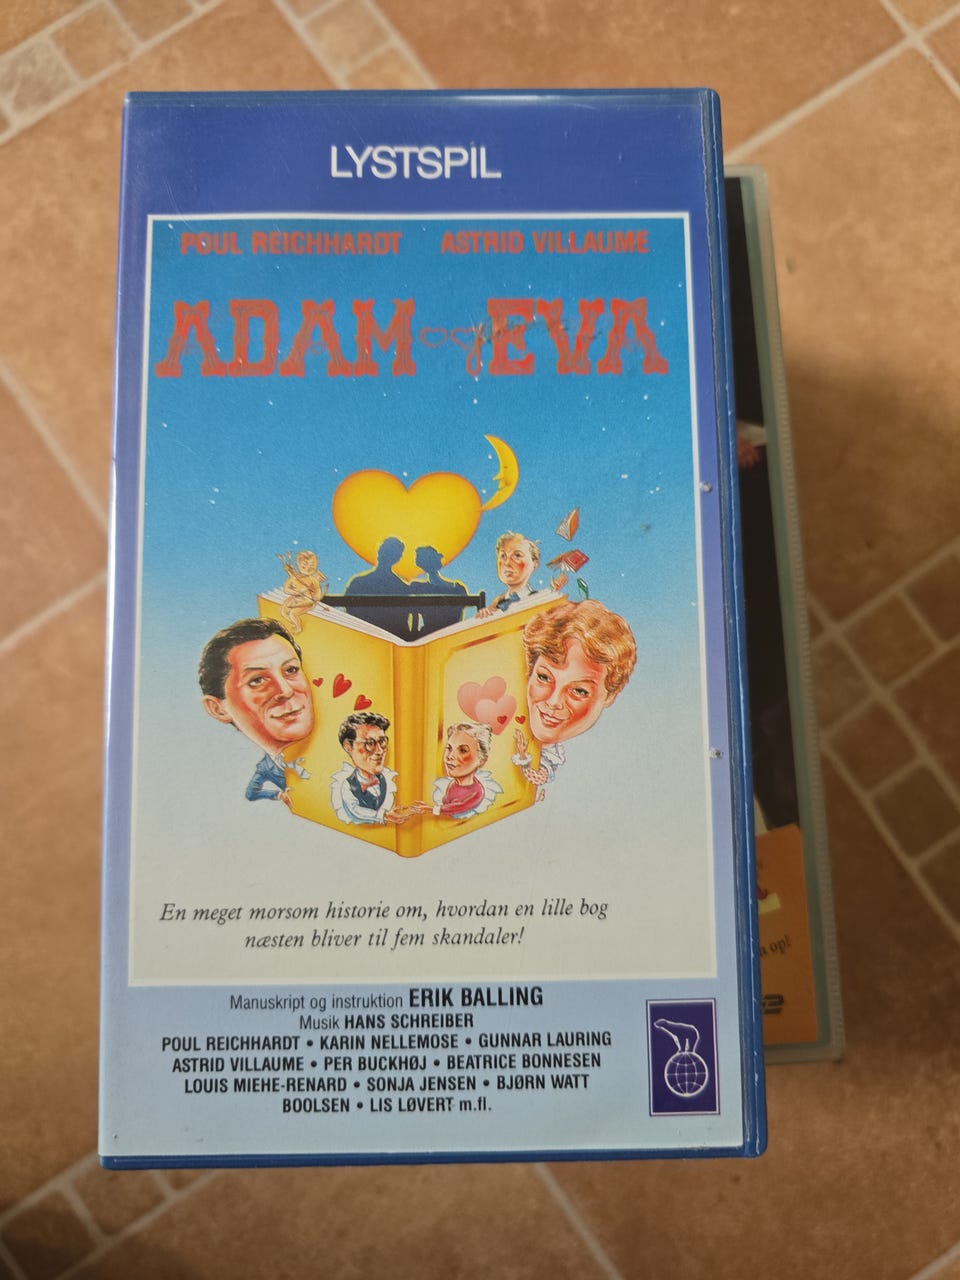 LYSTSPIL
POUL REICHHARDT ASTRID VILLAUME
ADAM og EVA
En meget morsom historie om, hvordan en lille bog
næsten bliver til fem skandaler!
Manuskript og instruktion ERIK BALLING
Musik HANS SCHREIBER
POUL REICHHARDT • KARIN NELLEMOSE • GUNNAR LAURING
ASTRID VILLAUME • PER BUCKHØJ • BEATRICE BONNESEN
LOUIS MIEHE-RENARD • SONJA JENSEN • BJØRN WATT
BOOLSEN • LIS LØVERT m.fl.
op!